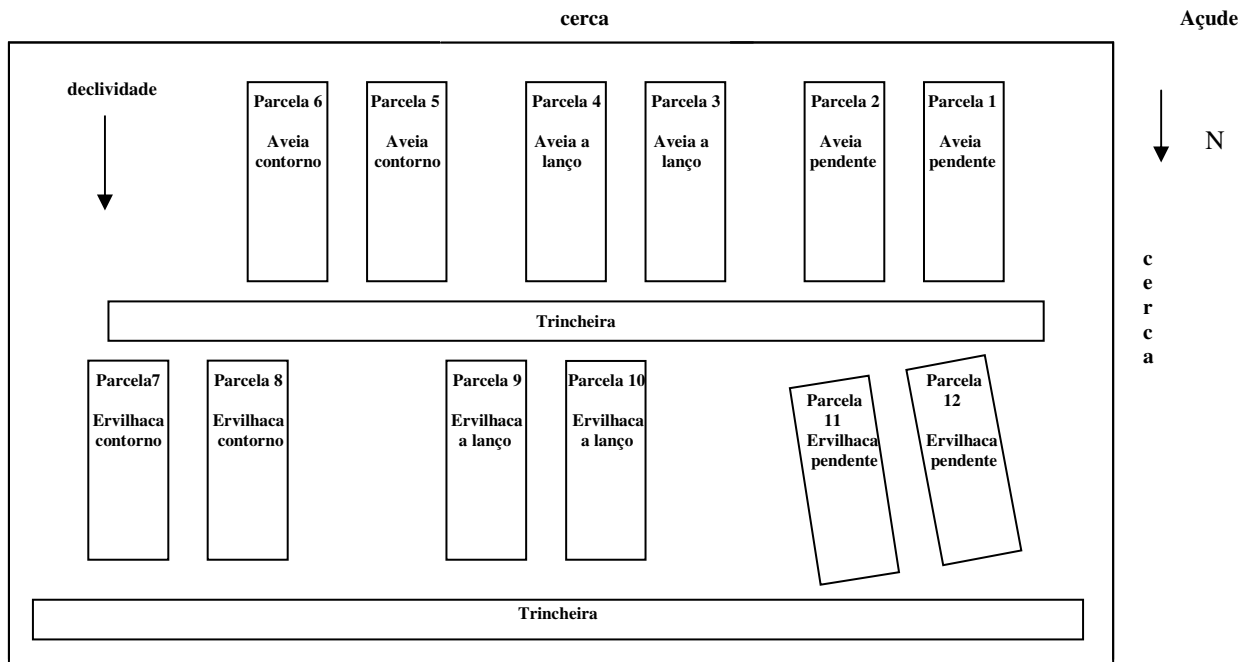 cerca
Açude
declividade
N
Parcela 6
Aveia
contorno
Parcela 5
Aveia
contorno
Parcela 4
Aveia a
lanço
Parcela 3
Aveia a
lanço
Parcela 2
Aveia
pendente
Parcela 1
Aveia
pendente
c
e
r
c
a
Trincheira
Parcela7
Ervilhaca
contorno
Parcela 8
Ervilhaca
contorno
Parcela 9
Ervilhaca
a lanço
Parcela 10
Ervilhaca
a lanço
Parcela
11
Ervilhaca
pendente
Parcela
12
Ervilhaca
pendente
Trincheira